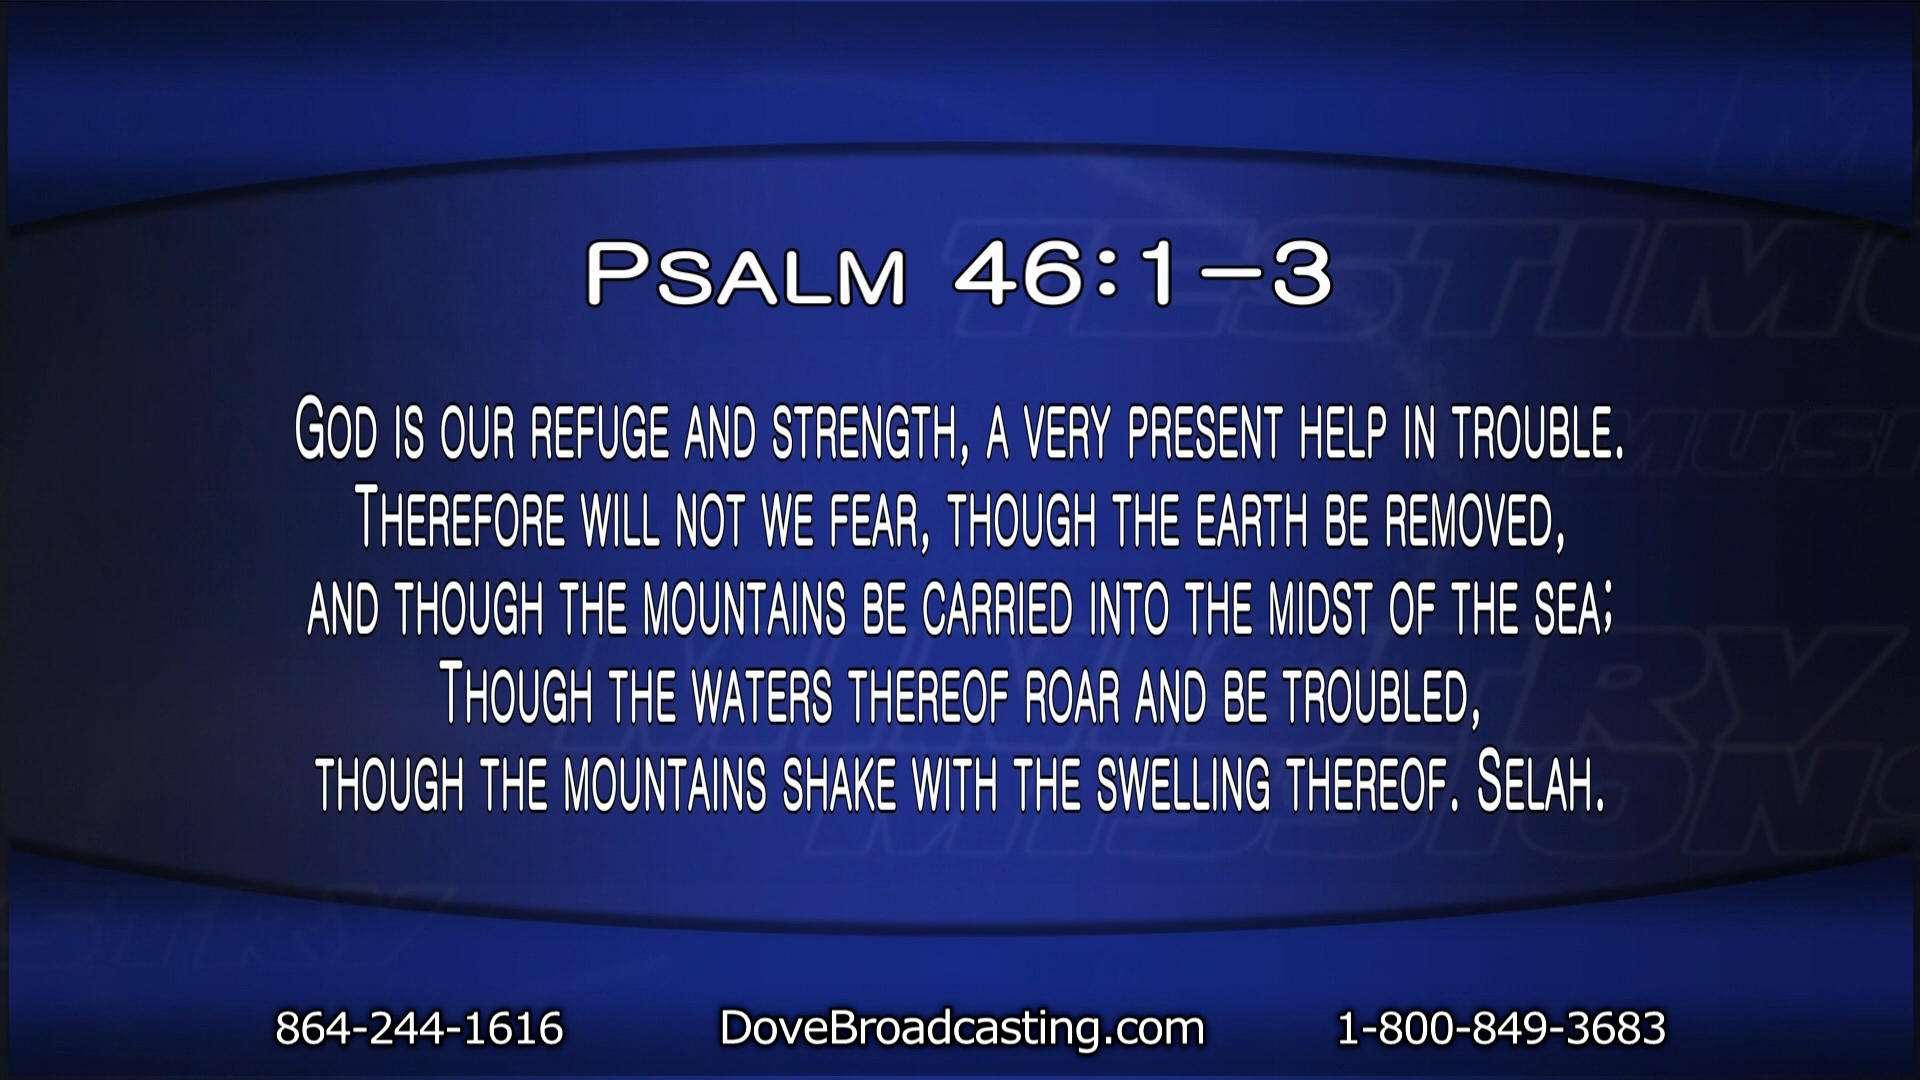 Psalm 46:1-3
God is our refuge and strength, a very present help in trouble.
Therefore will not we fear, though the earth be removed,
and though the mountains be carried into the midst of the sea;
Though the waters thereof roar and be troubled,
though the mountains shake with the swelling thereof. Selah.
864-244-1616 DoveBroadcasting.com 1-800-849-3683